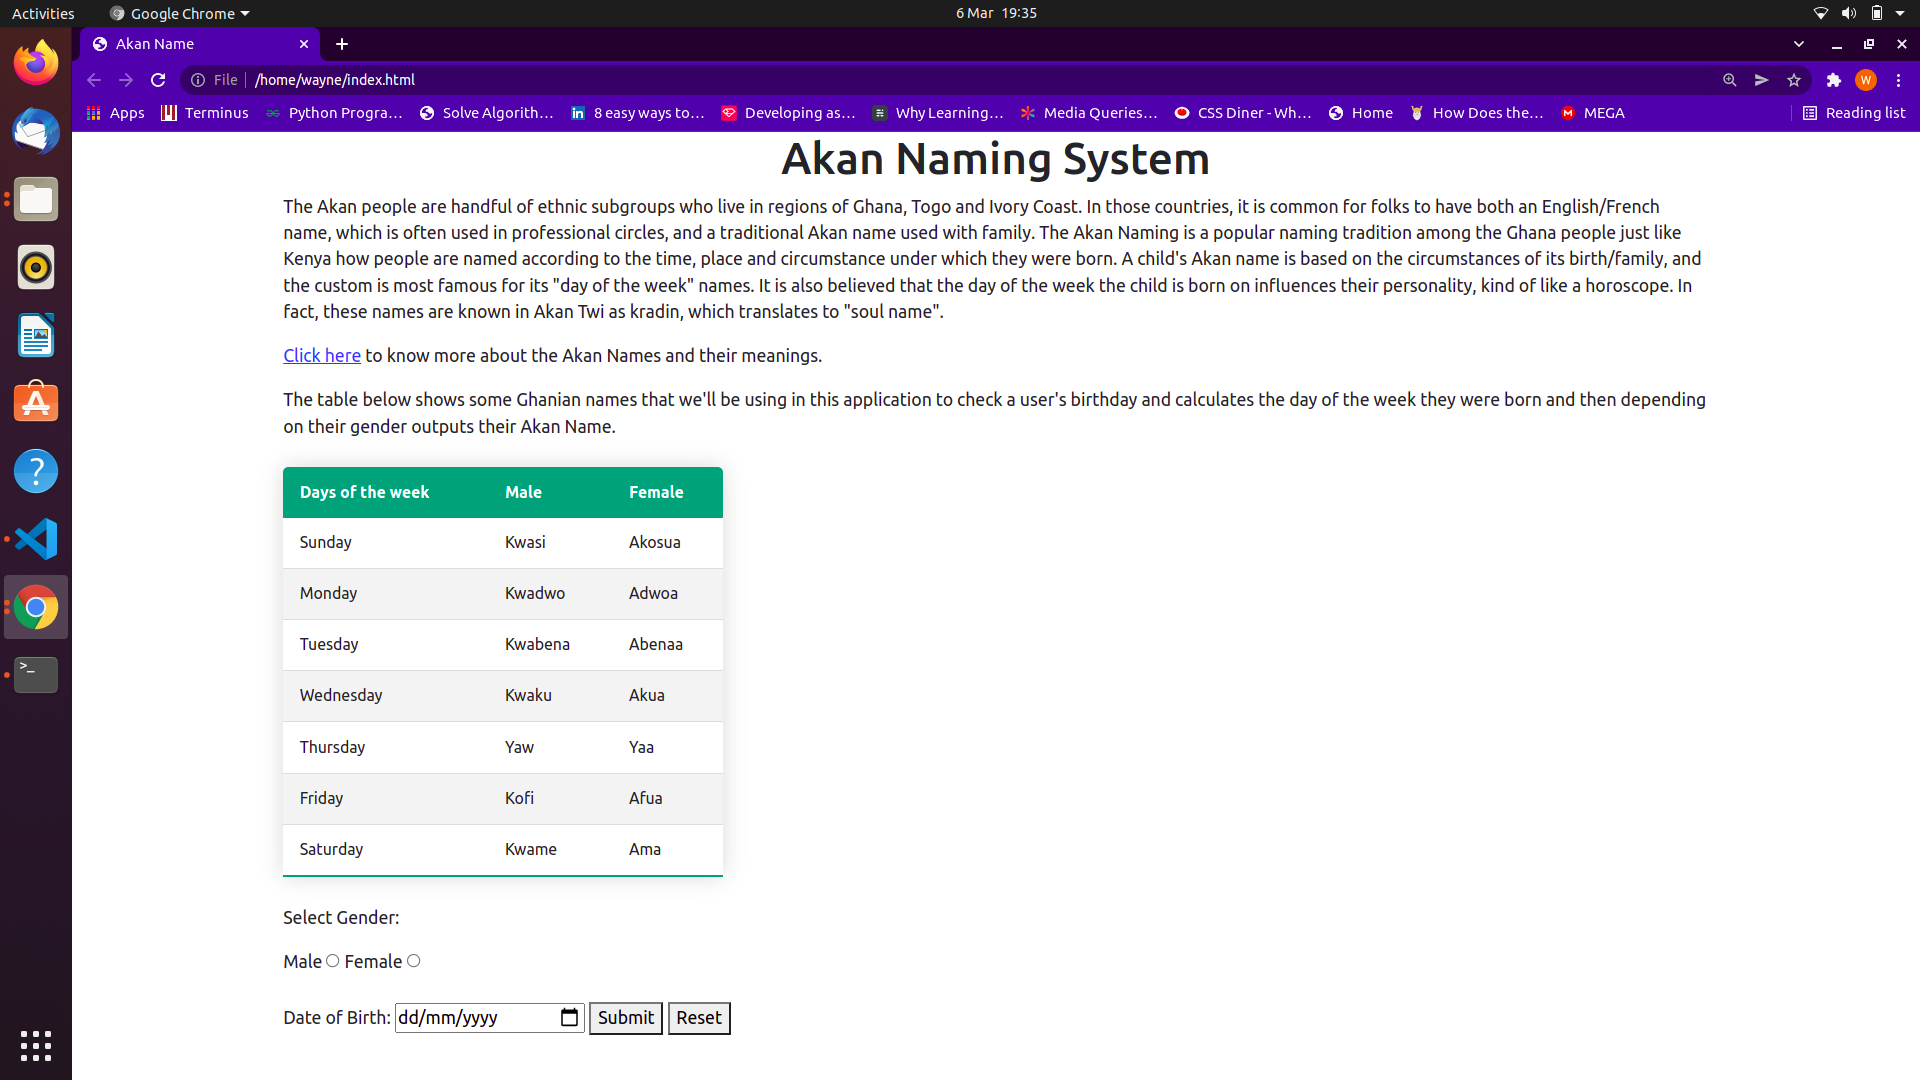 Activities Google Chrome 6 Mar 19:35
Akan Name
File /home/wayne/index.html W
Apps Terminus Python Progra… Solve Algorith… 8 easy ways to… Developing as… Why Learning… Media Queries… CSS Diner - Wh… Home How Does the… MEGA Reading list
Akan Naming System
The Akan people are handful of ethnic subgroups who live in regions of Ghana, Togo and Ivory Coast. In those countries, it is common for folks to have both an English/French
name, which is often used in professional circles, and a traditional Akan name used with family. The Akan Naming is a popular naming tradition among the Ghana people just like
Kenya how people are named according to the time, place and circumstance under which they were born. A child's Akan name is based on the circumstances of its birth/family, and
the custom is most famous for its "day of the week" names. It is also believed that the day of the week the child is born on influences their personality, kind of like a horoscope. In
fact, these names are known in Akan Twi as kradin, which translates to "soul name".
Click here to know more about the Akan Names and their meanings.
The table below shows some Ghanian names that we'll be using in this application to check a user's birthday and calculates the day of the week they were born and then depending
on their gender outputs their Akan Name.
Days of the week Male Female
Sunday Kwasi Akosua
Monday Kwadwo Adwoa
Tuesday Kwabena Abenaa
Wednesday Kwaku Akua
Thursday Yaw Yaa
Friday Kofi Afua
Saturday Kwame Ama
Select Gender:
Male Female
Date of Birth: dd/mm/yyyy Submit Reset